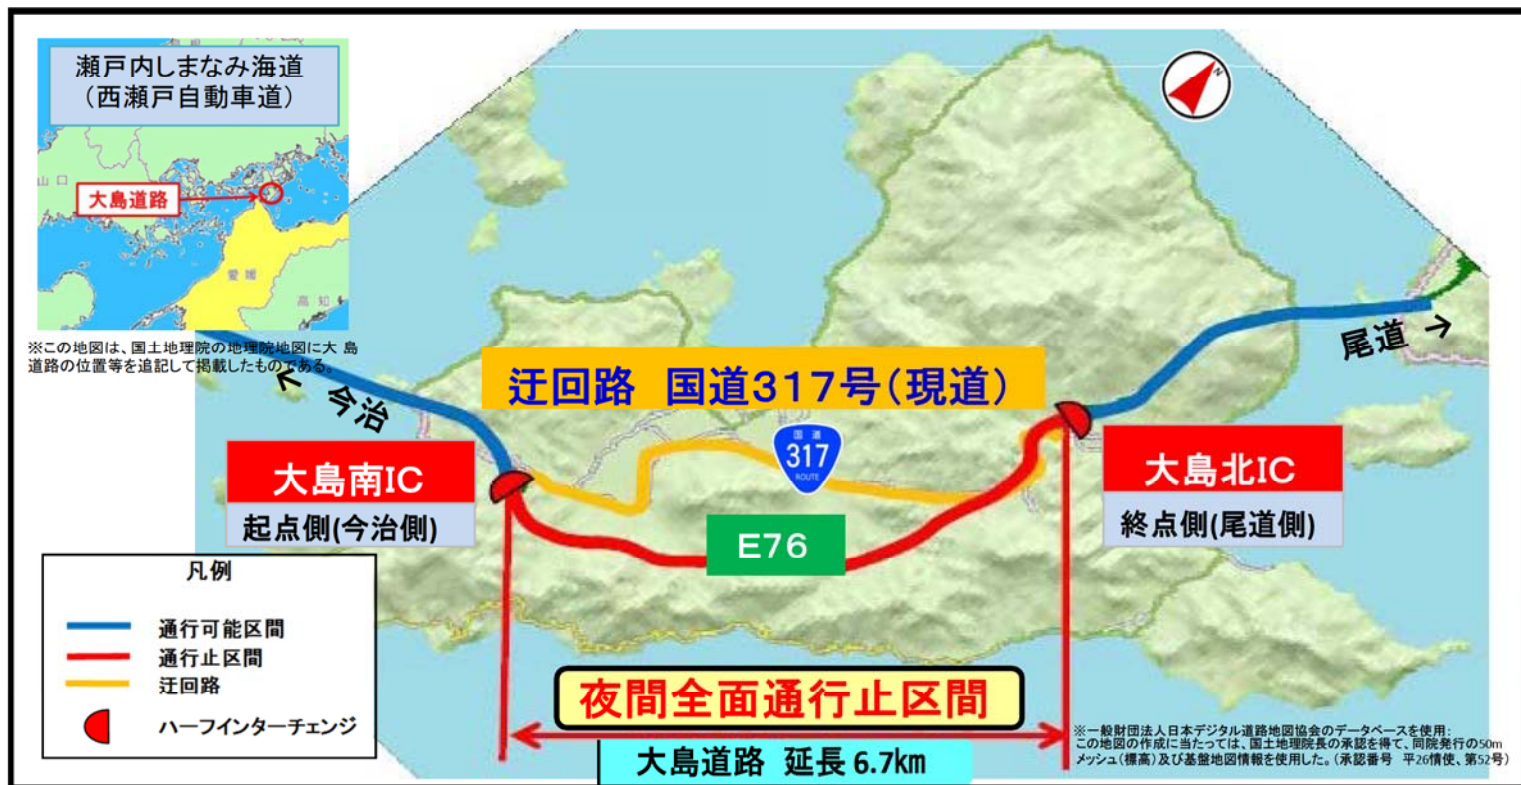 瀬戸内しまなみ海道
（西瀬戸自動車道）
山口
大島道路
愛媛
高知
※この地図は、国土地理院の地理院地図に大 島
道路の位置等を追記して掲載したものである。
N
← 今治
尾道 →
迂回路 国道317号（現道）
国道
317
ROUTE
大島南IC
起点側(今治側)
大島北IC
終点側(尾道側)
E76
凡例
通行可能区間
通行止区間
迂回路
ハーフインターチェンジ
夜間全面通行止区間
大島道路 延長 6.7km
※一般財団法人日本デジタル道路地図協会のデータベースを使用:
この地図の作成に当たっては、国土地理院長の承認を得て、同院発行の50m
メッシュ（標高）及び基盤地図情報を使用した。（承認番号 平26情使、第52号）